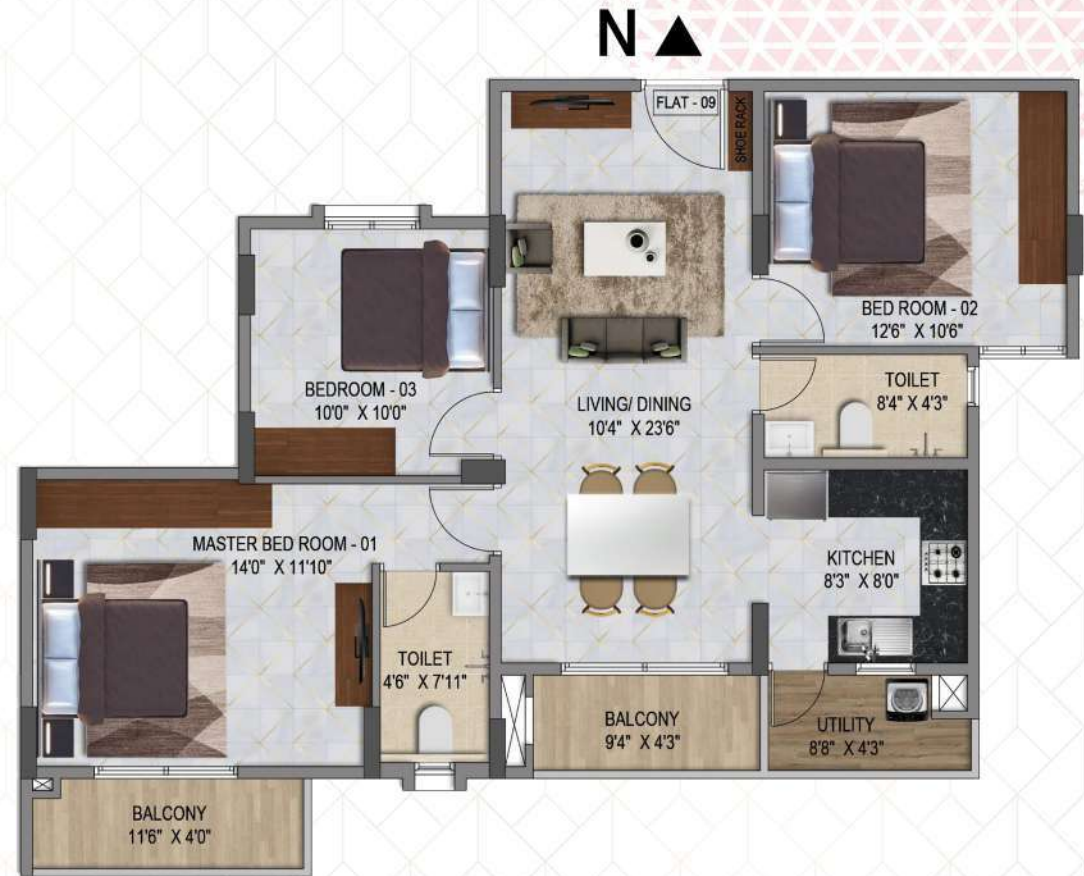 N
FLAT - 09
SHOE RACK
BED ROOM - 02
12'6" X 10'6"
BEDROOM - 03
10'0" X 10'0"
LIVING/ DINING
10'4" X 23'6"
TOILET
8'4" X 4'3"
MASTER BED ROOM - 01
14'0" X 11'10"
KITCHEN
8'3" X 8'0"
TOILET
4'6" X 7'11"
BALCONY
9'4" X 4'3"
UTILITY
8'8" X 4'3"
BALCONY
11'6" X 4'0"